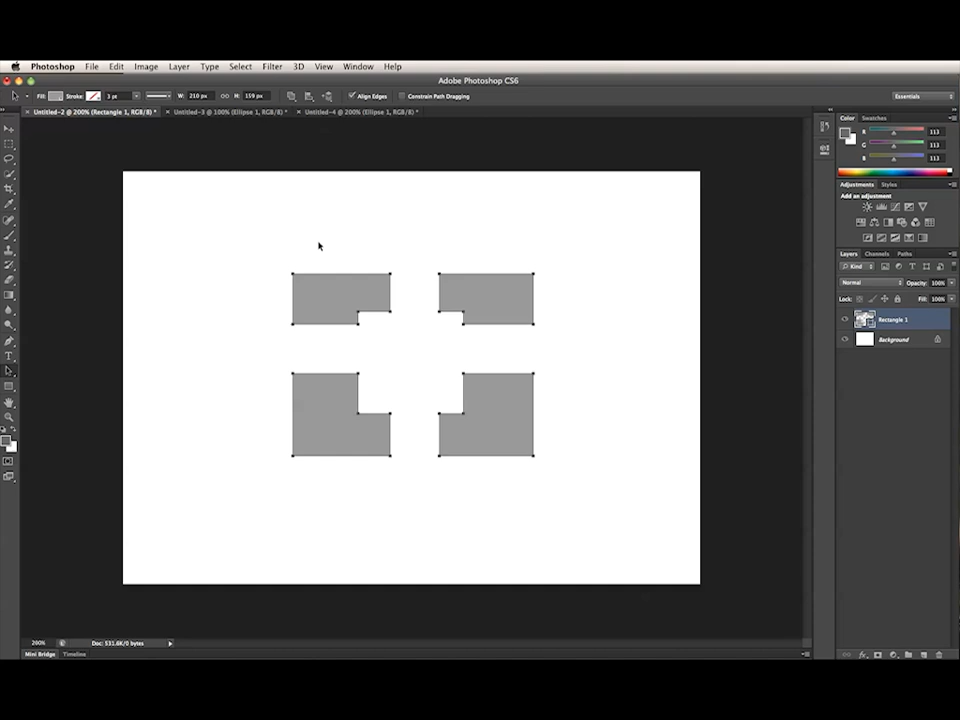 Photoshop File Edit Image Layer Type Select Filter 3D View Window Help
Adobe Photoshop CS6
Fill: Stroke: 3 pt W: 210 px H: 159 px Align Edges Constrain Path Dragging Essentials
Untitled-2 @ 200% (Rectangle 1, RGB/8) * Untitled-3 @ 100% (Ellipse 1, RGB/8) * Untitled-4 @ 200% (Ellipse 1, RGB/8) *
Color Swatches
R 113
G 113
B 113
Adjustments Styles
Add an adjustment
Layers Channels Paths
Kind
Normal Opacity: 100%
Lock: Fill: 100%
Rectangle 1
Background
200% Doc: 531.6K/0 bytes
Mini Bridge Timeline